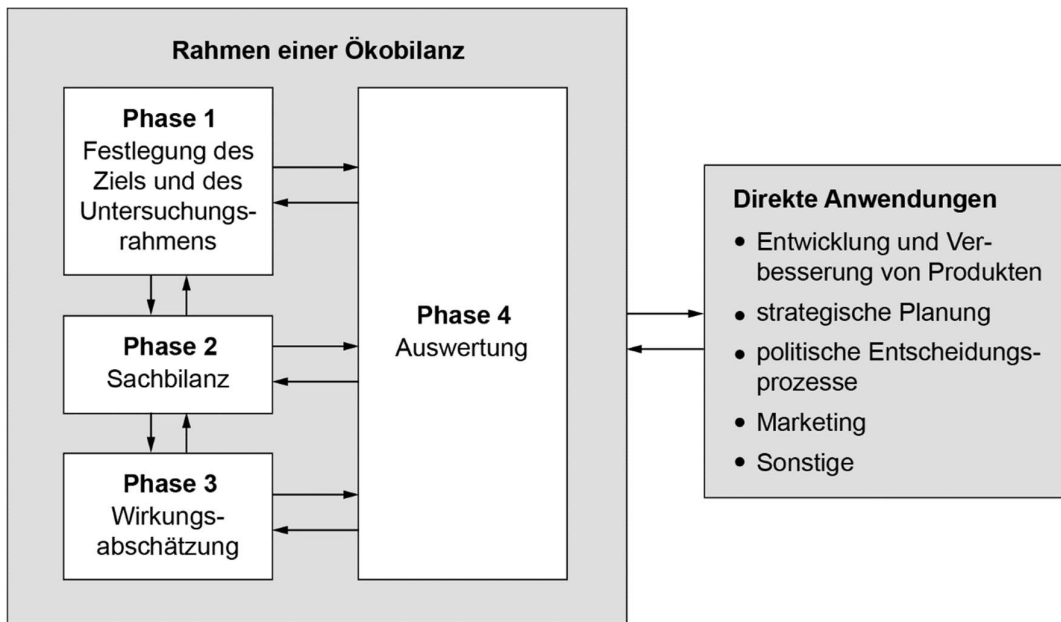 Rahmen einer Ökobilanz
Phase 1
Festlegung des
Ziels und des
Untersuchungs-
rahmens
Phase 2
Sachbilanz
Phase 3
Wirkungs-
abschätzung
Phase 4
Auswertung
Direkte Anwendungen
• Entwicklung und Ver-
besserung von Produkten
• strategische Planung
• politische Entscheidungs-
prozesse
• Marketing
• Sonstige